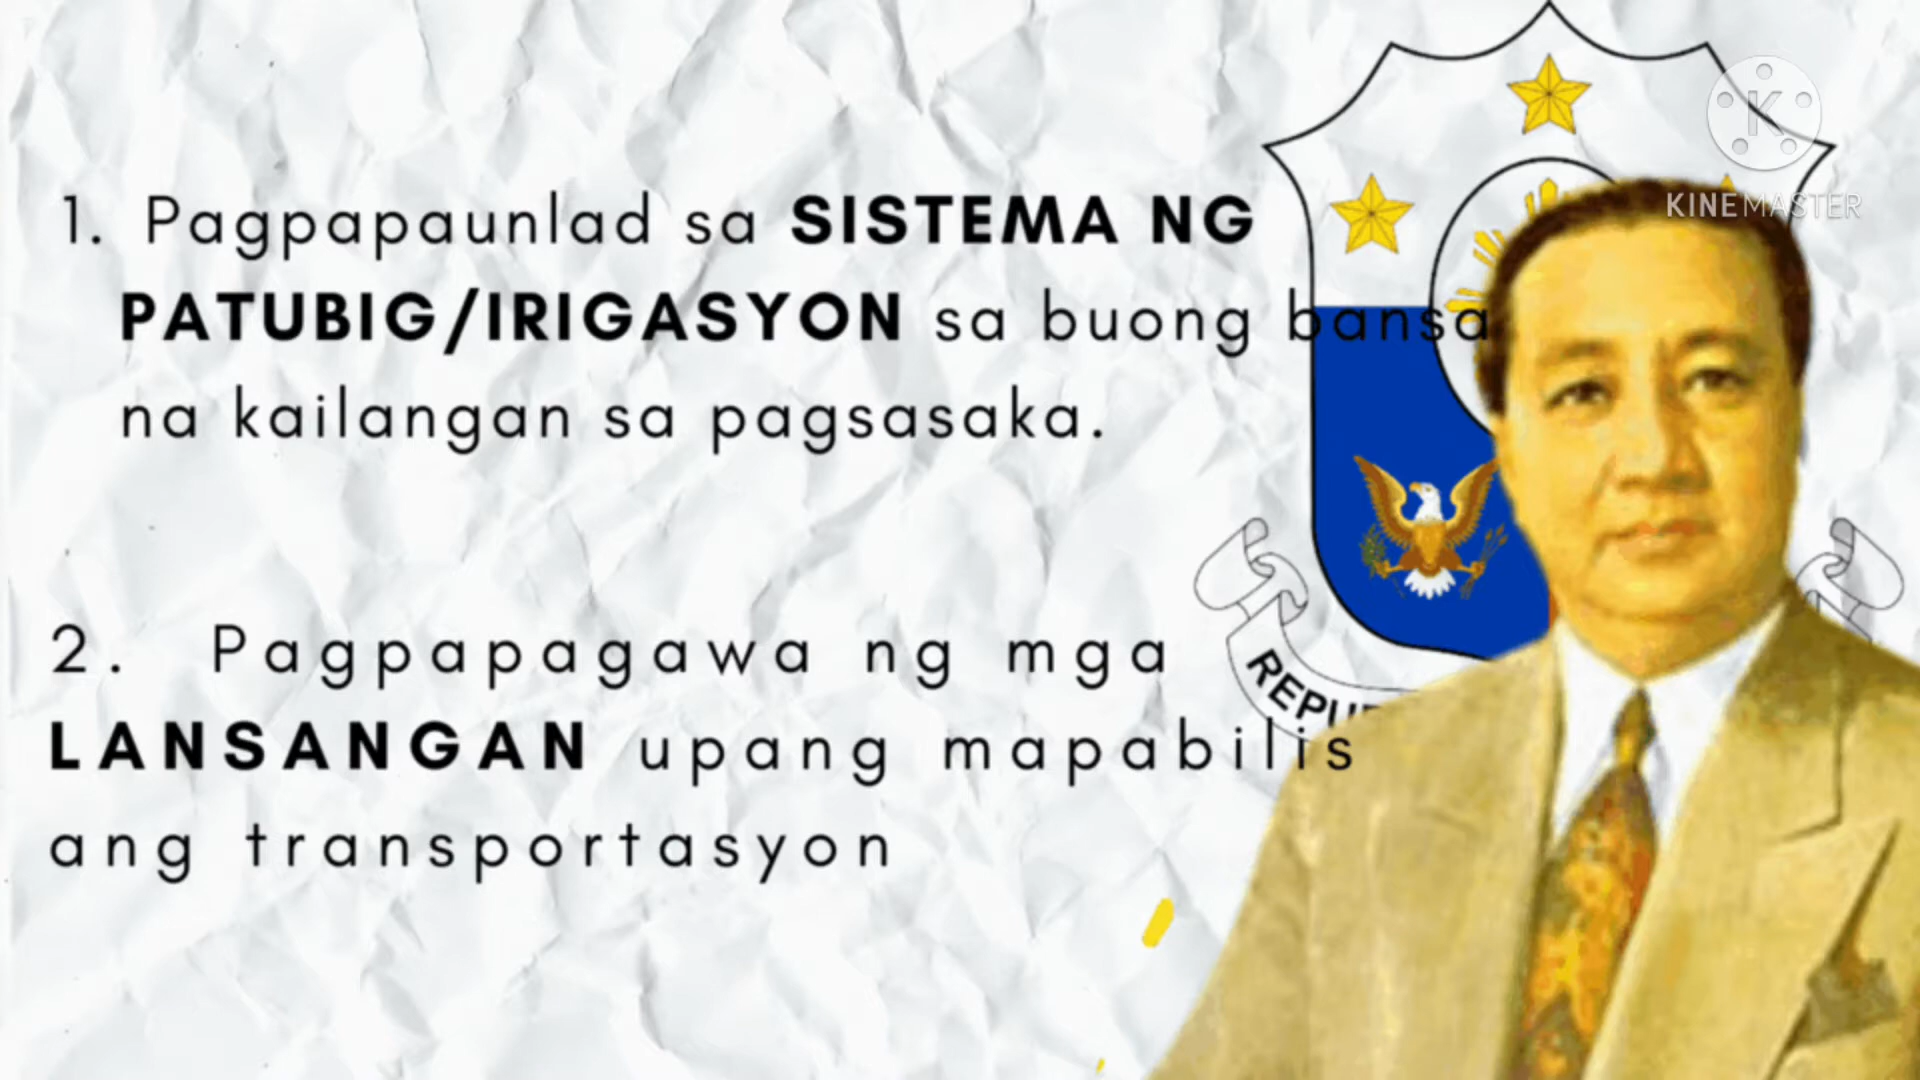 1. Pagpapaunlad sa SISTEMA NG
PATUBIG/IRIGASYON sa buong bansa
na kailangan sa pagsasaka.
2. Pagpapagawa ng mga
LANSANGAN upang mapabilis
ang transportasyon
K
KINEMASTER